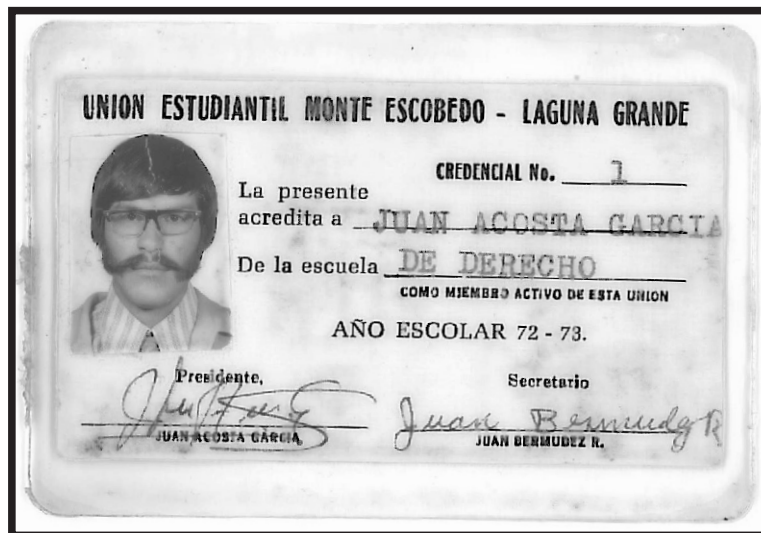 UNION ESTUDIANTIL MONTE ESCOBEDO - LAGUNA GRANDE
CREDENCIAL No. 1
La presente
acredita a JUAN ACOSTA GARCIA
De la escuela DE DERECHO
COMO MIEMBRO ACTIVO DE ESTA UNION
AÑO ESCOLAR 72 - 73.
Presidente, Secretario
Juan Bermudez R
JUAN ACOSTA GARCIA, JUAN BERMUDEZ R.